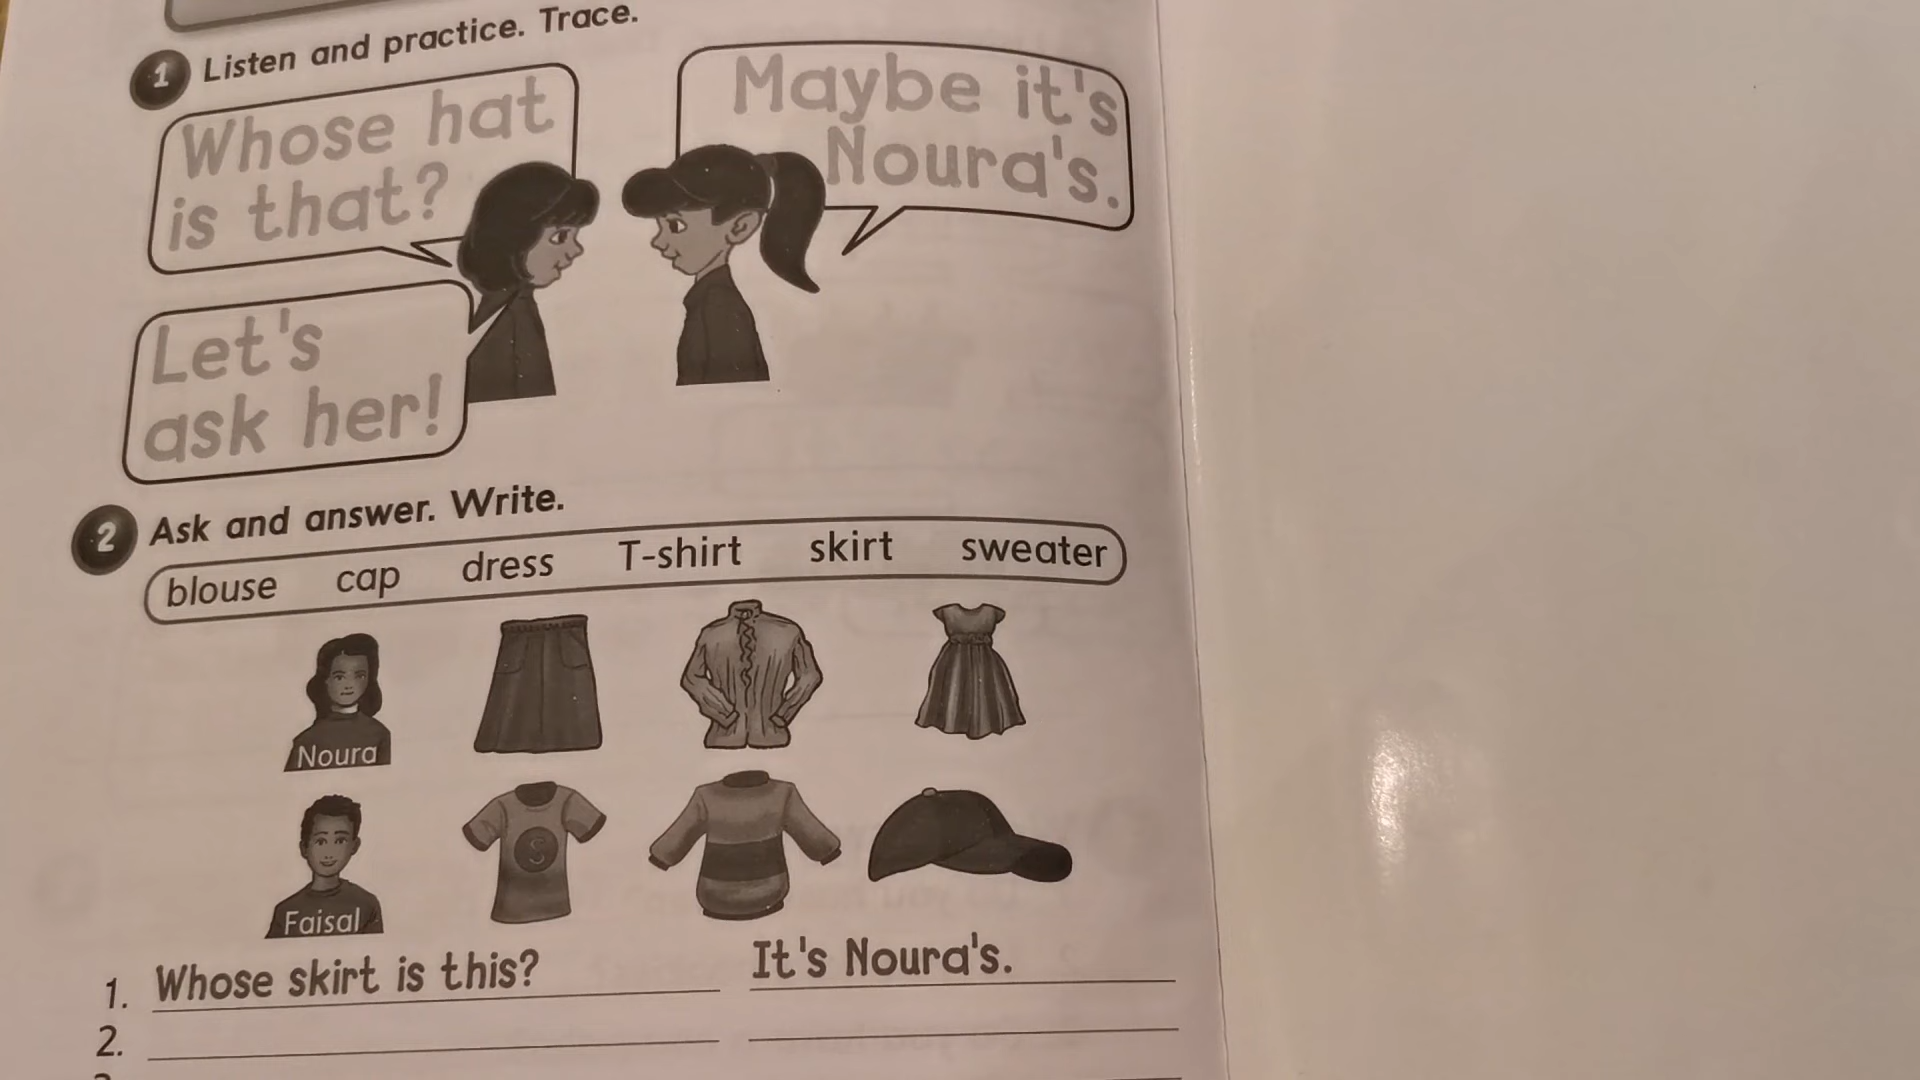 1 Listen and practice. Trace.
Whose hat
is that?
Maybe it's
Noura's.
Let's
ask her!
2 Ask and answer. Write.
blouse cap dress T-shirt skirt sweater
Noura
S
Faisal
1. Whose skirt is this? It's Noura's.
2.